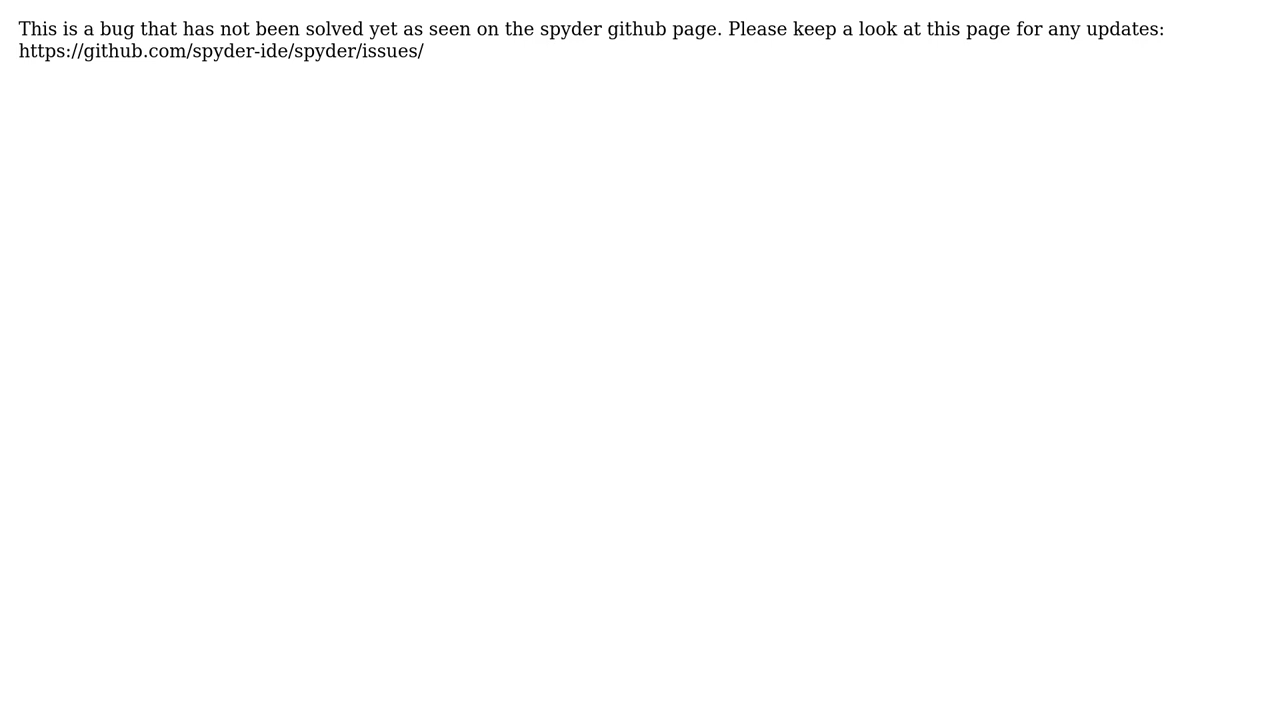 This is a bug that has not been solved yet as seen on the spyder github page. Please keep a look at this page for any updates:
https://github.com/spyder-ide/spyder/issues/